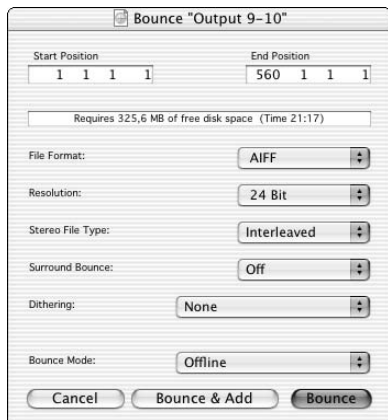 Bounce "Output 9-10"
Start Position End Position
1 1 1 1 560 1 1 1
Requires 325,6 MB of free disk space (Time 21:17)
File Format: AIFF
Resolution: 24 Bit
Stereo File Type: Interleaved
Surround Bounce: Off
Dithering: None
Bounce Mode: Offline
Cancel Bounce & Add Bounce